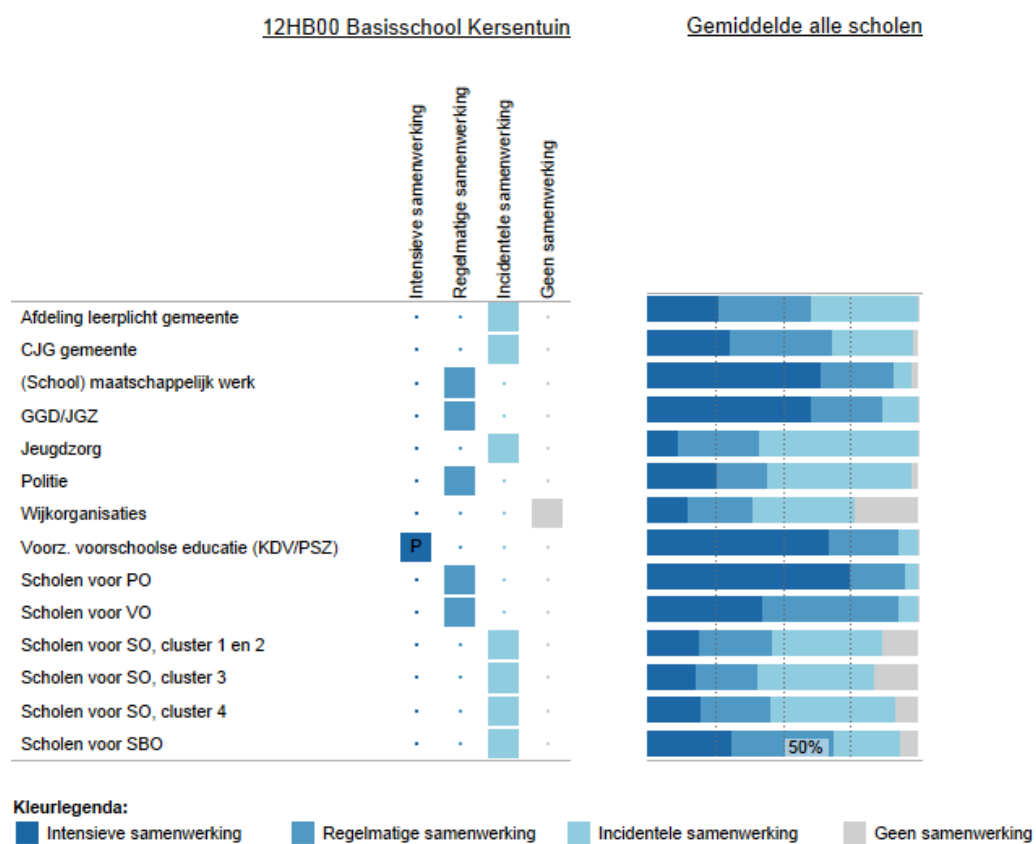 12HB00 Basisschool Kersentuin
Gemiddelde alle scholen
Intensieve samenwerking
Regelmatige samenwerking
Incidentele samenwerking
Geen samenwerking
Afdeling leerplicht gemeente
CJG gemeente
(School) maatschappelijk werk
GGD/JGZ
Jeugdzorg
Politie
Wijkorganisaties
Voorz. voorschoolse educatie (KDV/PSZ)
P
Scholen voor PO
Scholen voor VO
Scholen voor SO, cluster 1 en 2
Scholen voor SO, cluster 3
Scholen voor SO, cluster 4
Scholen voor SBO
50%
Kleurlegenda:
Intensieve samenwerking
Regelmatige samenwerking
Incidentele samenwerking
Geen samenwerking